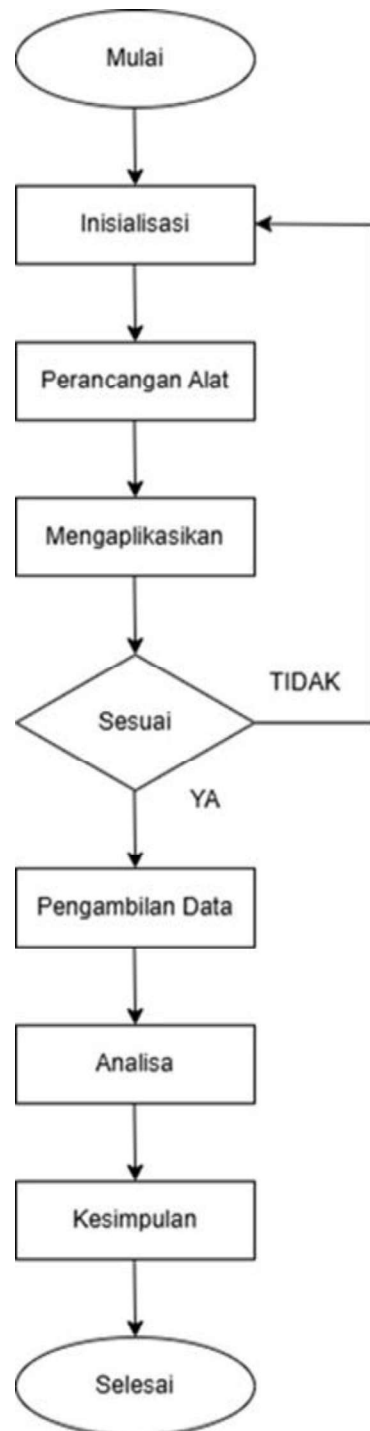 Mulai
Inisialisasi
Perancangan Alat
Mengaplikasikan
TIDAK
Sesuai
YA
Pengambilan Data
Analisa
Kesimpulan
Selesai